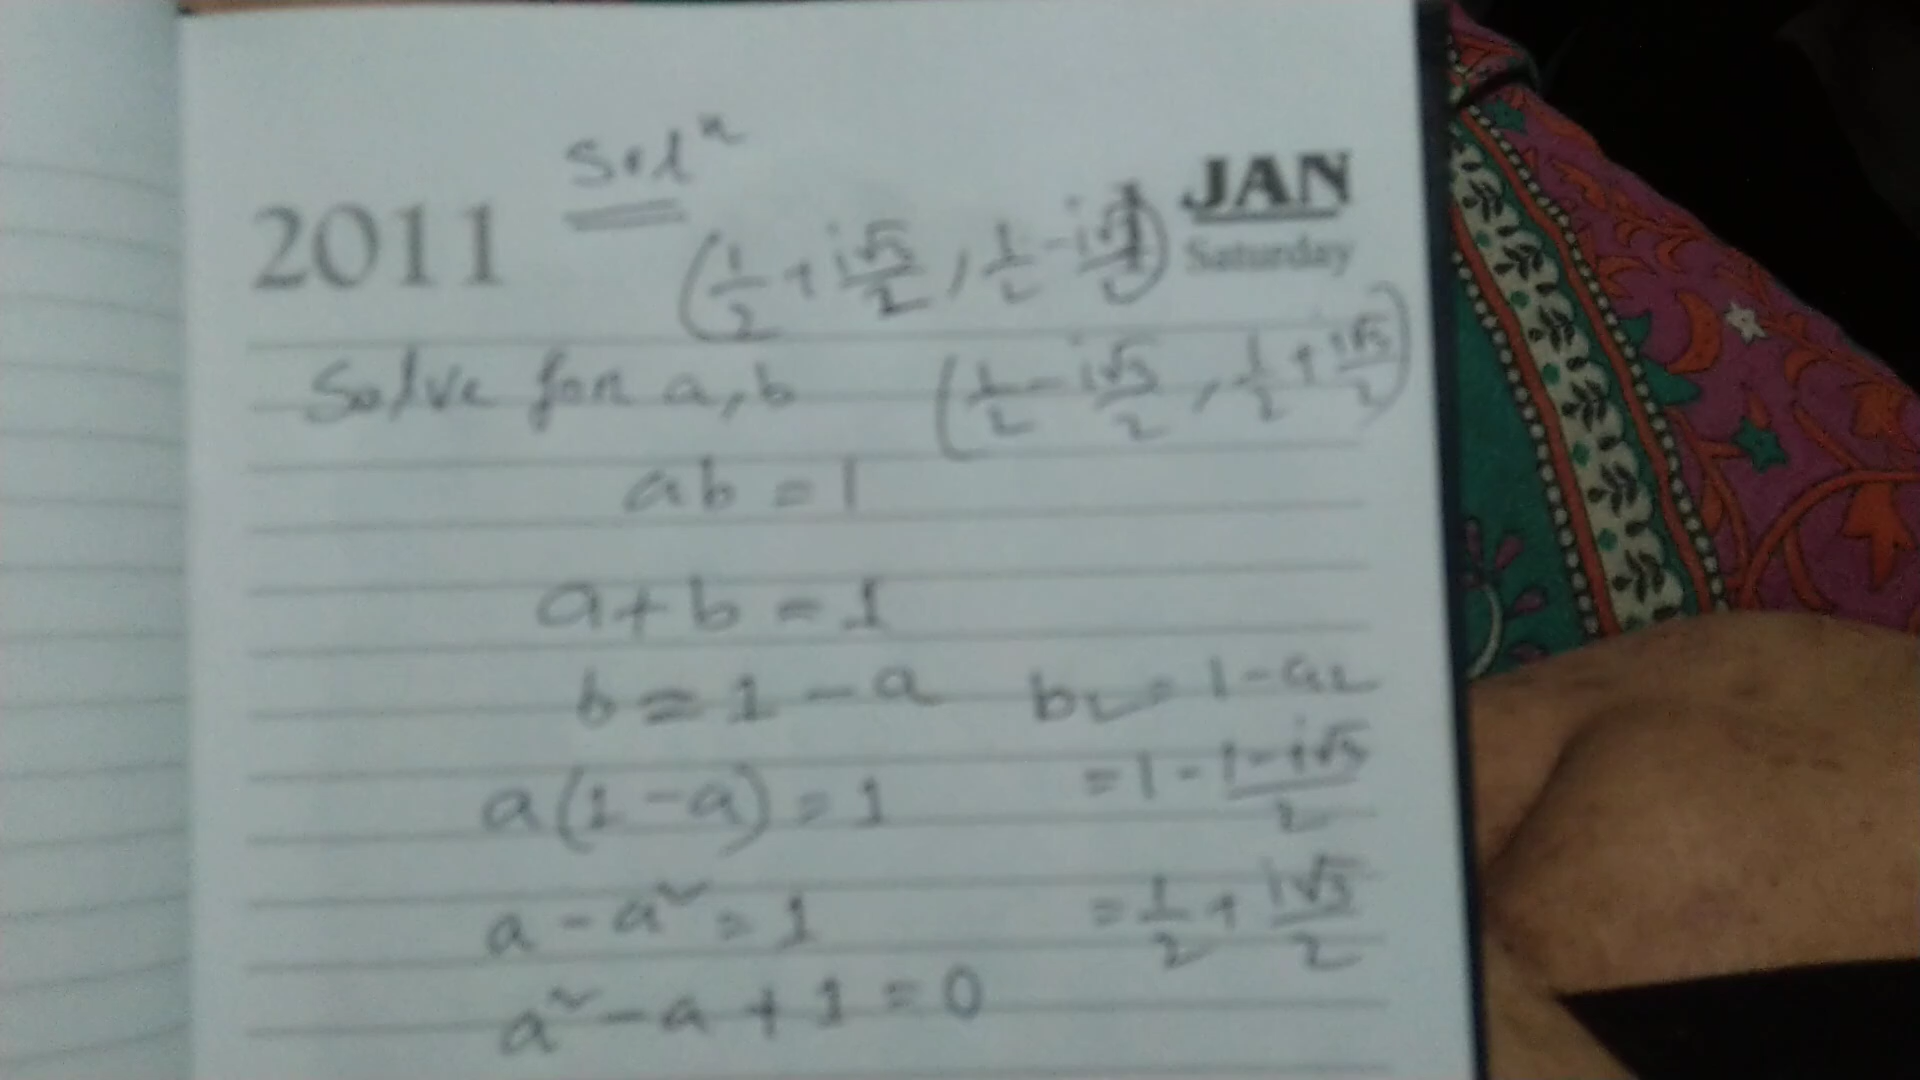 Solⁿ
2011 JAN
Saturday
(1/2 + i√3/2 , 1/2 - i√3/2)
Solve for a, b (1/2 - i√3/2 , 1/2 + i√3/2)
ab = 1
a + b = 1
b = 1 - a b₂ = 1 - a₂
a(1 - a) = 1 = 1 - (1 - i√3)/2
a - a² = 1 = 1/2 + i√3/2
a² - a + 1 = 0